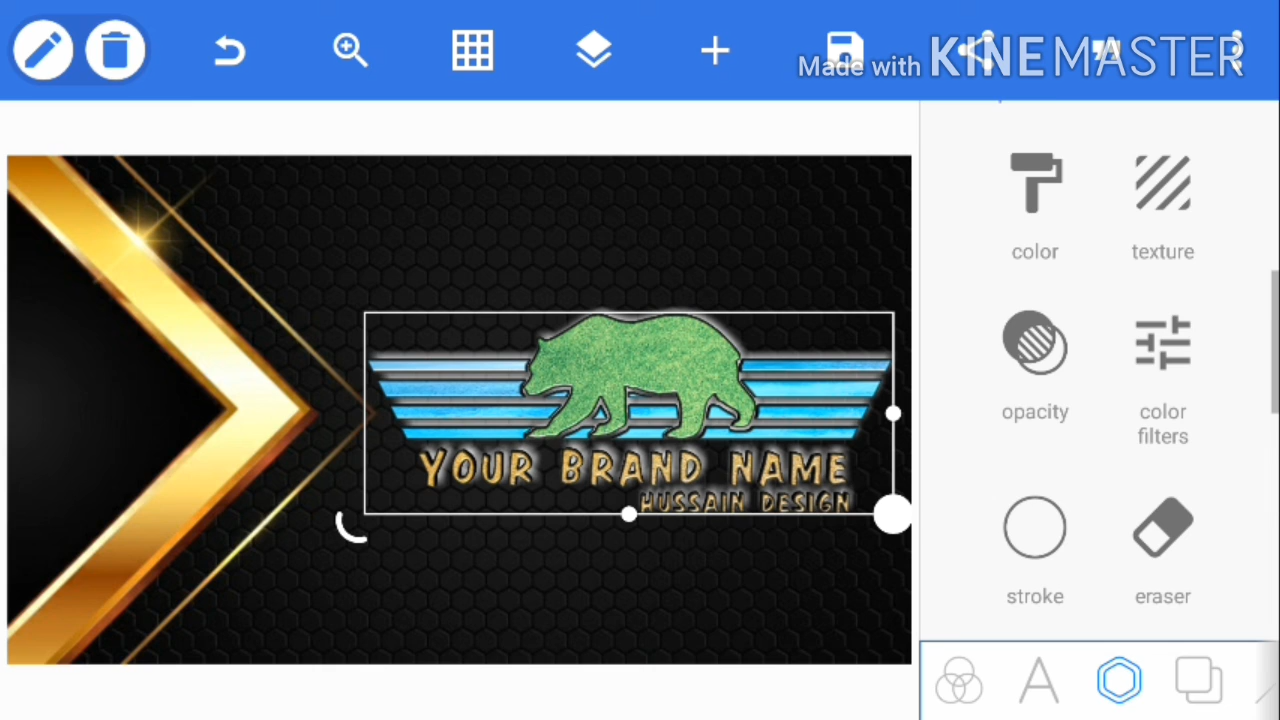 Made with KINEMASTER
color
texture
opacity
color
filters
YOUR BRAND NAME
HUSSAIN DESIGN
stroke
eraser
A